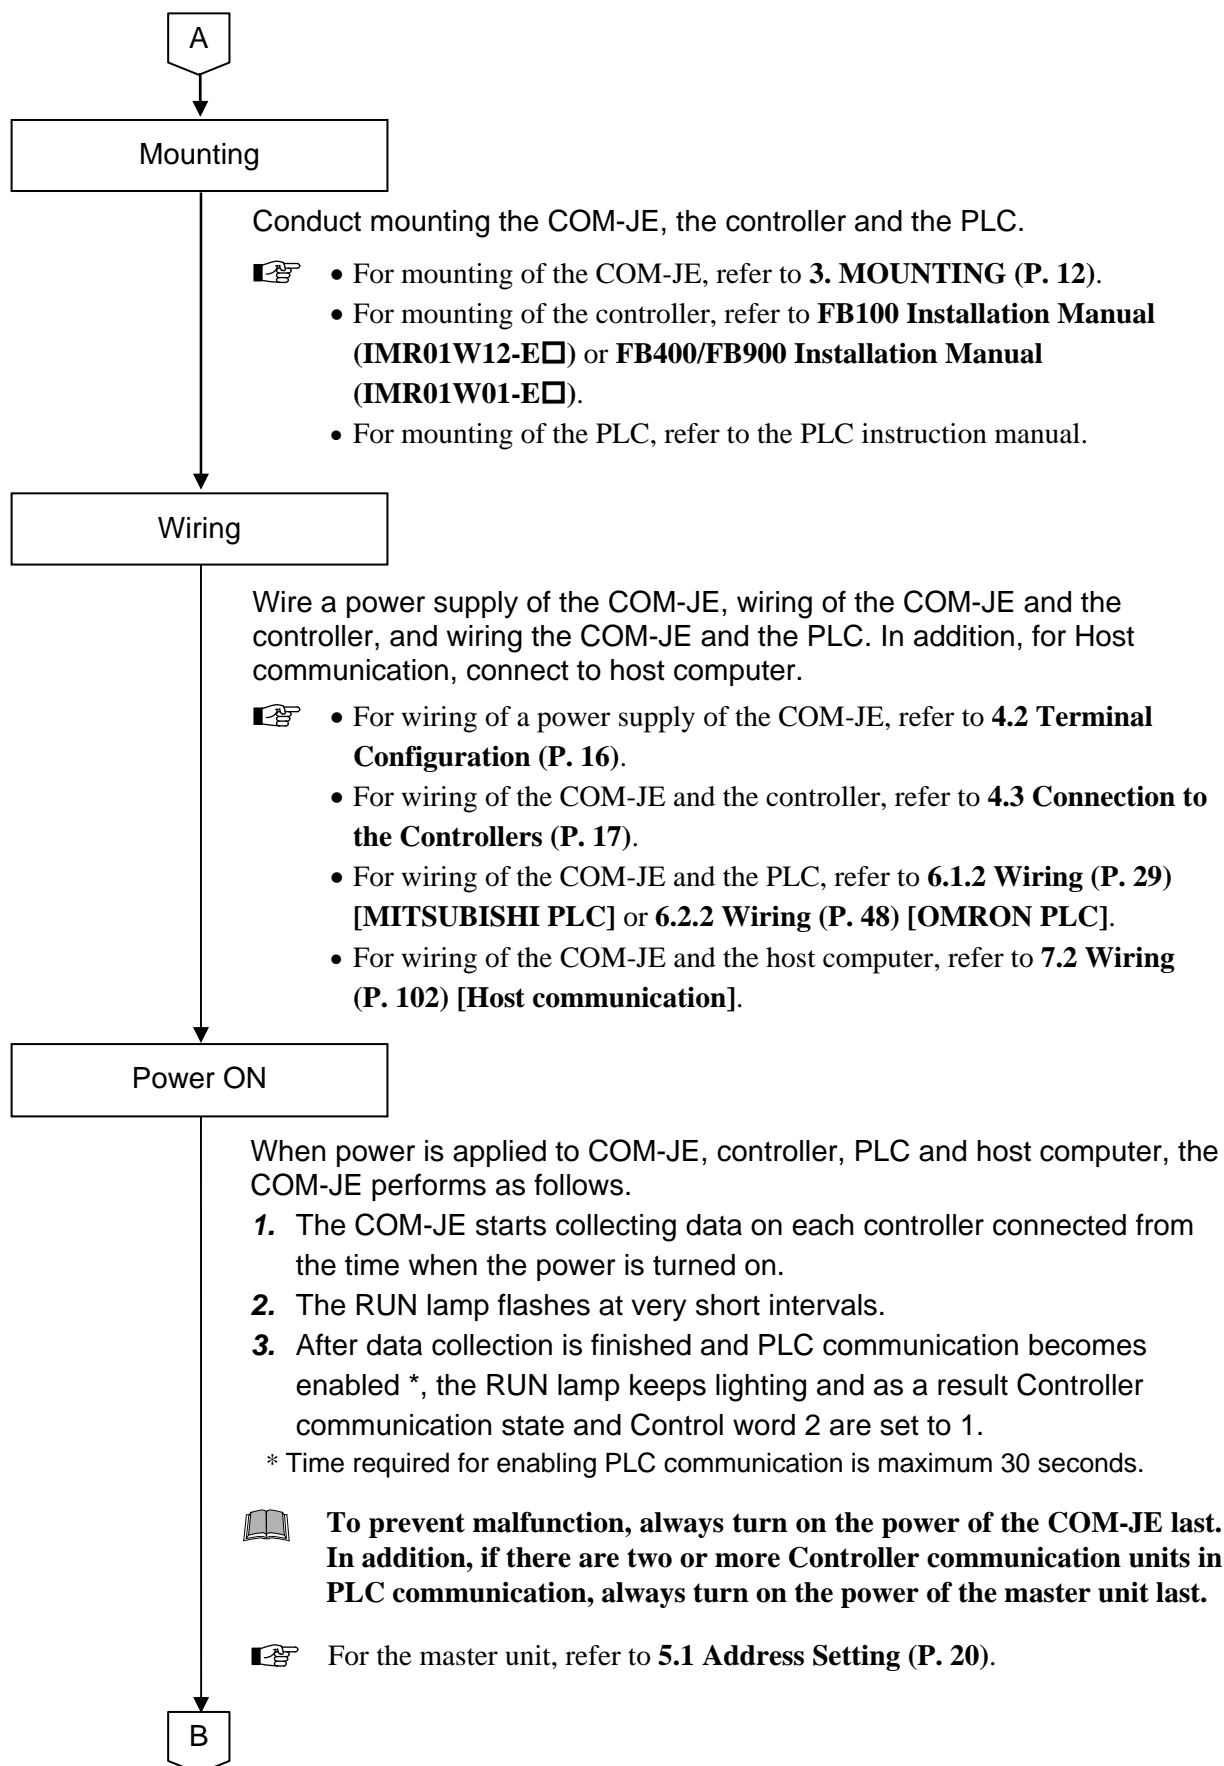 A
Mounting
Conduct mounting the COM-JE, the controller and the PLC.
• For mounting of the COM-JE, refer to 3. MOUNTING (P. 12).
• For mounting of the controller, refer to FB100 Installation Manual
(IMR01W12-E□) or FB400/FB900 Installation Manual
(IMR01W01-E□).
• For mounting of the PLC, refer to the PLC instruction manual.
Wiring
Wire a power supply of the COM-JE, wiring of the COM-JE and the
controller, and wiring the COM-JE and the PLC. In addition, for Host
communication, connect to host computer.
• For wiring of a power supply of the COM-JE, refer to 4.2 Terminal
Configuration (P. 16).
• For wiring of the COM-JE and the controller, refer to 4.3 Connection to
the Controllers (P. 17).
• For wiring of the COM-JE and the PLC, refer to 6.1.2 Wiring (P. 29)
[MITSUBISHI PLC] or 6.2.2 Wiring (P. 48) [OMRON PLC].
• For wiring of the COM-JE and the host computer, refer to 7.2 Wiring
(P. 102) [Host communication].
Power ON
When power is applied to COM-JE, controller, PLC and host computer, the
COM-JE performs as follows.
1. The COM-JE starts collecting data on each controller connected from
the time when the power is turned on.
2. The RUN lamp flashes at very short intervals.
3. After data collection is finished and PLC communication becomes
enabled *, the RUN lamp keeps lighting and as a result Controller
communication state and Control word 2 are set to 1.
* Time required for enabling PLC communication is maximum 30 seconds.
To prevent malfunction, always turn on the power of the COM-JE last.
In addition, if there are two or more Controller communication units in
PLC communication, always turn on the power of the master unit last.
For the master unit, refer to 5.1 Address Setting (P. 20).
B